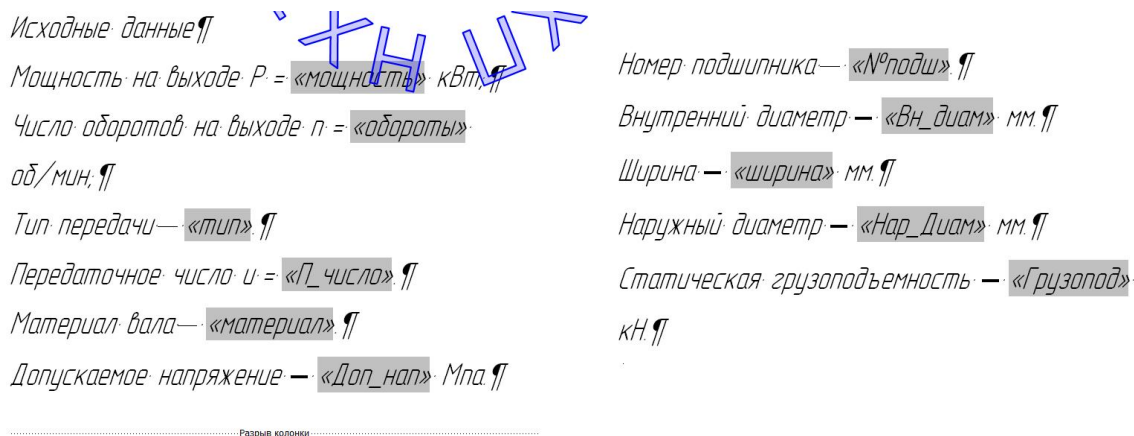 Исходные данные¶
Мощность на выходе P = «мощность» кВт;¶
Число оборотов на выходе n = «обороты»
об/мин;¶
Тип передачи— «тип».¶
Передаточное число u = «П_число».¶
Материал вала— «материал».¶
Допускаемое напряжение — «Доп_нап» Мпа.¶
Разрыв колонки
Номер подшипника— «№подш».¶
Внутренний диаметр — «Вн_диам» мм.¶
Ширина — «ширина» мм.¶
Наружный диаметр — «Нар_Диам» мм.¶
Статическая грузоподъемность — «Грузопод»
кН.¶